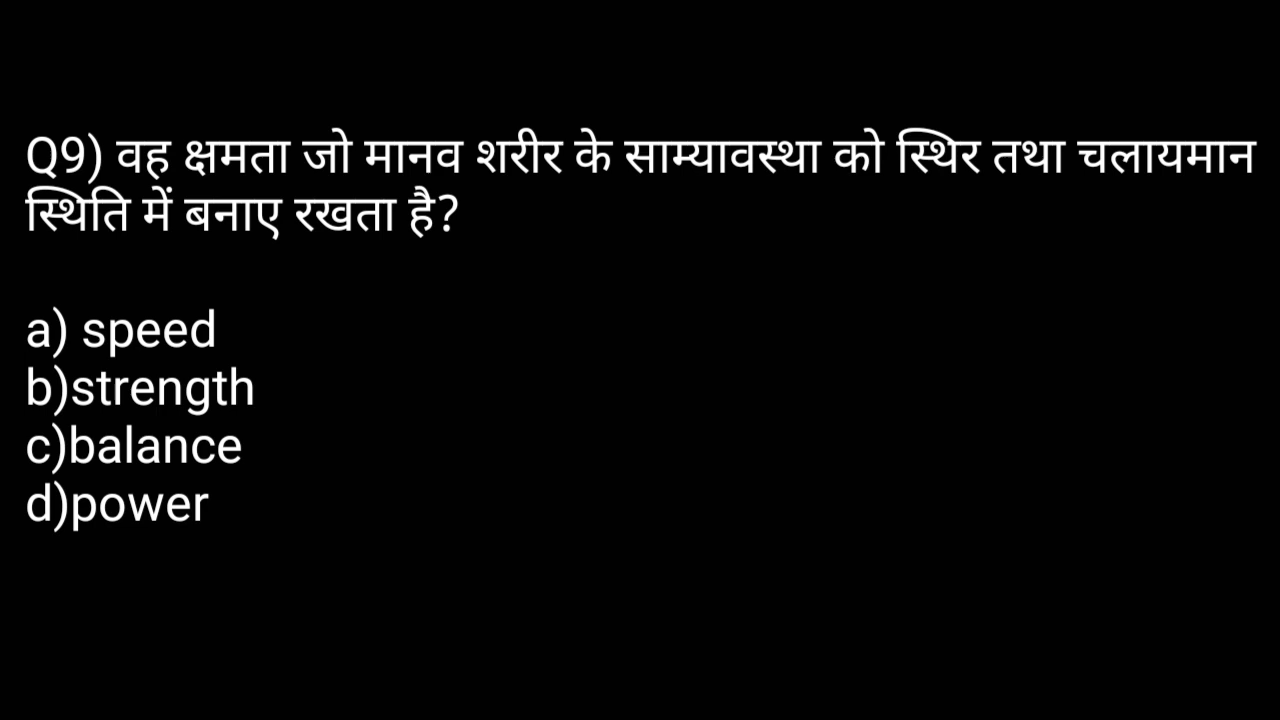 Q9) वह क्षमता जो मानव शरीर के साम्यावस्था को स्थिर तथा चलायमान
स्थिति में बनाए रखता है?
a) speed
b)strength
c)balance
d)power